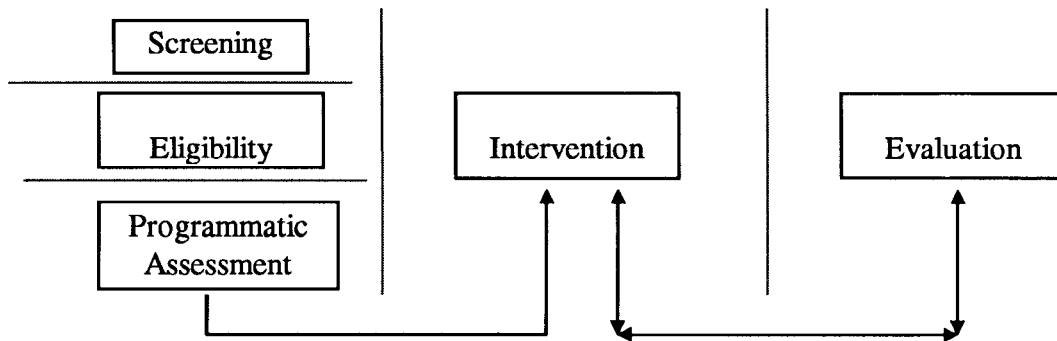 Screening
Eligibility
Programmatic
Assessment
Intervention
Evaluation